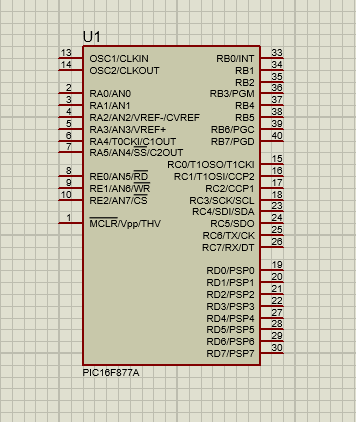 U1
13 OSC1/CLKIN RB0/INT 33
14 OSC2/CLKOUT RB1 34
RB2 35
2 RA0/AN0 RB3/PGM 36
3 RA1/AN1 RB4 37
4 RA2/AN2/VREF-/CVREF RB5 38
5 RA3/AN3/VREF+ RB6/PGC 39
6 RA4/T0CKI/C1OUT RB7/PGD 40
7 RA5/AN4/SS/C2OUT
RC0/T1OSO/T1CKI 15
8 RE0/AN5/RD RC1/T1OSI/CCP2 16
9 RE1/AN6/WR RC2/CCP1 17
10 RE2/AN7/CS RC3/SCK/SCL 18
RC4/SDI/SDA 23
1 MCLR/Vpp/THV RC5/SDO 24
RC6/TX/CK 25
RC7/RX/DT 26
RD0/PSP0 19
RD1/PSP1 20
RD2/PSP2 21
RD3/PSP3 22
RD4/PSP4 27
RD5/PSP5 28
RD6/PSP6 29
RD7/PSP7 30
PIC16F877A